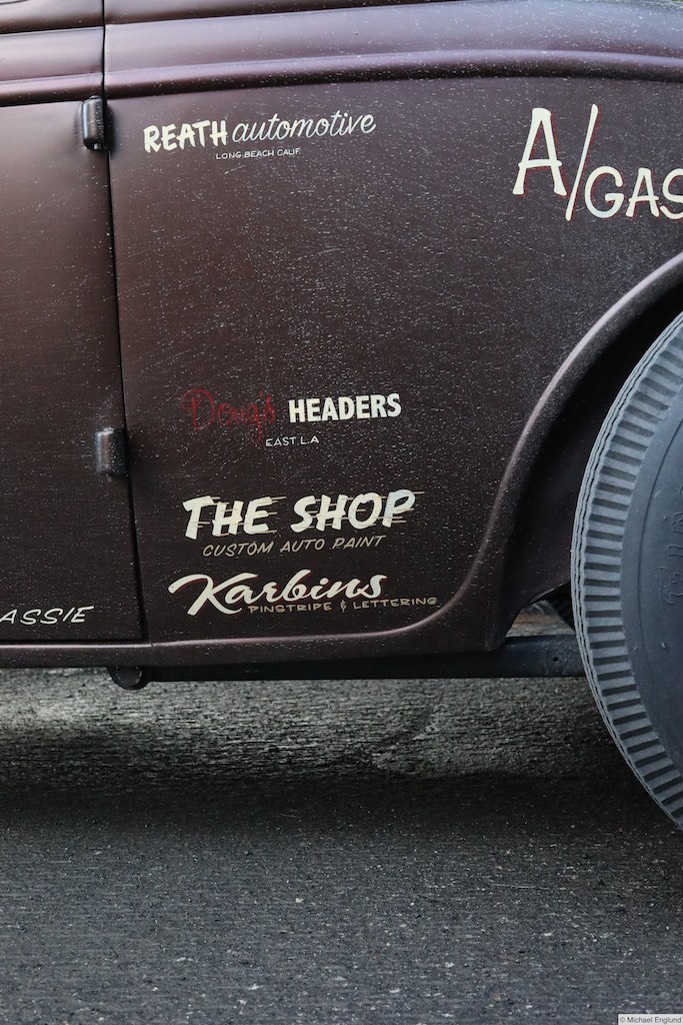 REATH automotive
LONG BEACH CALIF.
A/GAS
Doug's HEADERS
EAST L.A
THE SHOP
CUSTOM AUTO PAINT
Karbins
PINSTRIPE & LETTERING
ASSIE
© Michael Englund